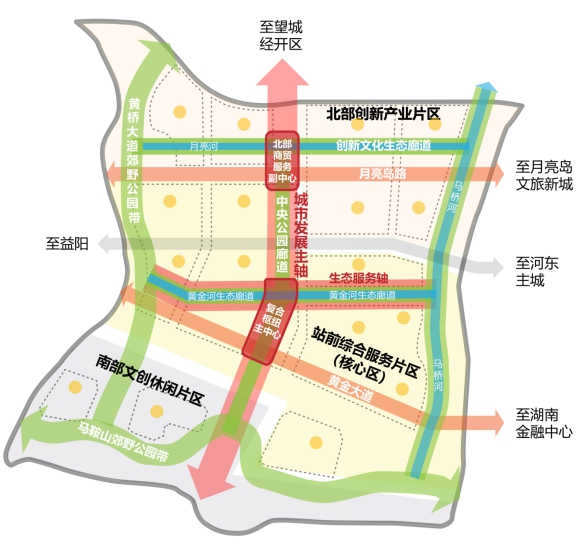 至望城
经开区
北部创新产业片区
黄桥大道郊野公园带
月亮河
北部
商贸
服务
副中心
创新文化生态廊道
月亮岛路
至月亮岛
文旅新城
马桥河
中央公园廊道
城市发展主轴
至益阳
至河东
主城
生态服务轴
黄金河生态廊道
黄金河生态廊道
复合
枢纽
主中心
站前综合服务片区
(核心区)
南部文创休闲片区
黄金大道
马桥河
至湖南
金融中心
马鞍山郊野公园带